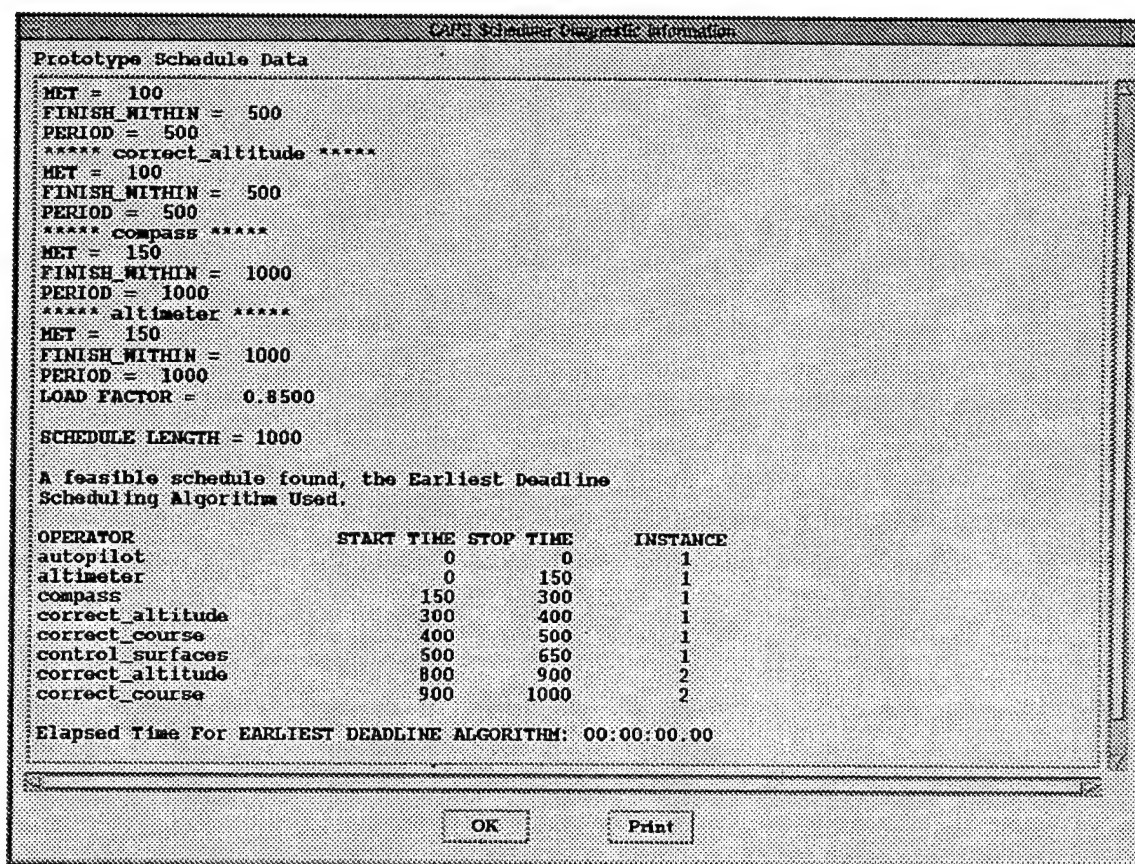 CAPS Scheduler Diagnostic Information
Prototype Schedule Data
MET = 100
FINISH_WITHIN = 500
PERIOD = 500
***** correct_altitude *****
MET = 100
FINISH_WITHIN = 500
PERIOD = 500
***** compass *****
MET = 150
FINISH_WITHIN = 1000
PERIOD = 1000
***** altimeter *****
MET = 150
FINISH_WITHIN = 1000
PERIOD = 1000
LOAD FACTOR = 0.8500
SCHEDULE LENGTH = 1000
A feasible schedule found, the Earliest Deadline
Scheduling Algorithm Used.
OPERATOR START TIME STOP TIME INSTANCE
autopilot 0 0 1
altimeter 0 150 1
compass 150 300 1
correct_altitude 300 400 1
correct_course 400 500 1
control_surfaces 500 650 1
correct_altitude 800 900 2
correct_course 900 1000 2
Elapsed Time For EARLIEST DEADLINE ALGORITHM: 00:00:00.00
OK Print